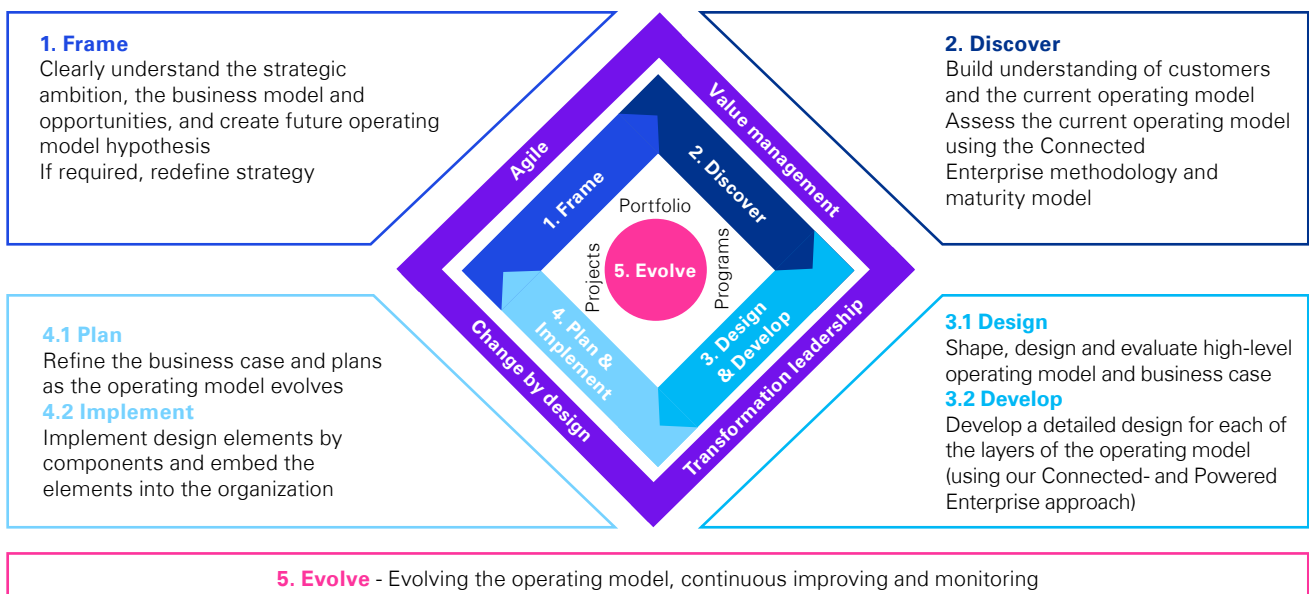 1. Frame
Clearly understand the strategic
ambition, the business model and
opportunities, and create future operating
model hypothesis
If required, redefine strategy
2. Discover
Build understanding of customers
and the current operating model
Assess the current operating model
using the Connected
Enterprise methodology and
maturity model
Agile
Value management
1. Frame
2. Discover
Portfolio
Projects
5. Evolve
Programs
4. Plan &
Implement
3. Design
& Develop
Change by design
Transformation leadership
4.1 Plan
Refine the business case and plans
as the operating model evolves
4.2 Implement
Implement design elements by
components and embed the
elements into the organization
3.1 Design
Shape, design and evaluate high-level
operating model and business case
3.2 Develop
Develop a detailed design for each of
the layers of the operating model
(using our Connected- and Powered
Enterprise approach)
5. Evolve - Evolving the operating model, continuous improving and monitoring